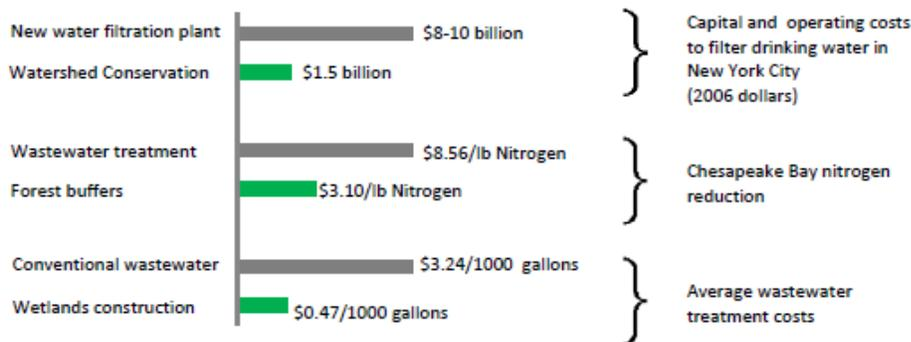 New water filtration plant
$8-10 billion
Watershed Conservation
$1.5 billion
Capital and operating costs
to filter drinking water in
New York City
(2006 dollars)
Wastewater treatment
$8.56/lb Nitrogen
Forest buffers
$3.10/lb Nitrogen
Chesapeake Bay nitrogen
reduction
Conventional wastewater
$3.24/1000 gallons
Wetlands construction
$0.47/1000 gallons
Average wastewater
treatment costs